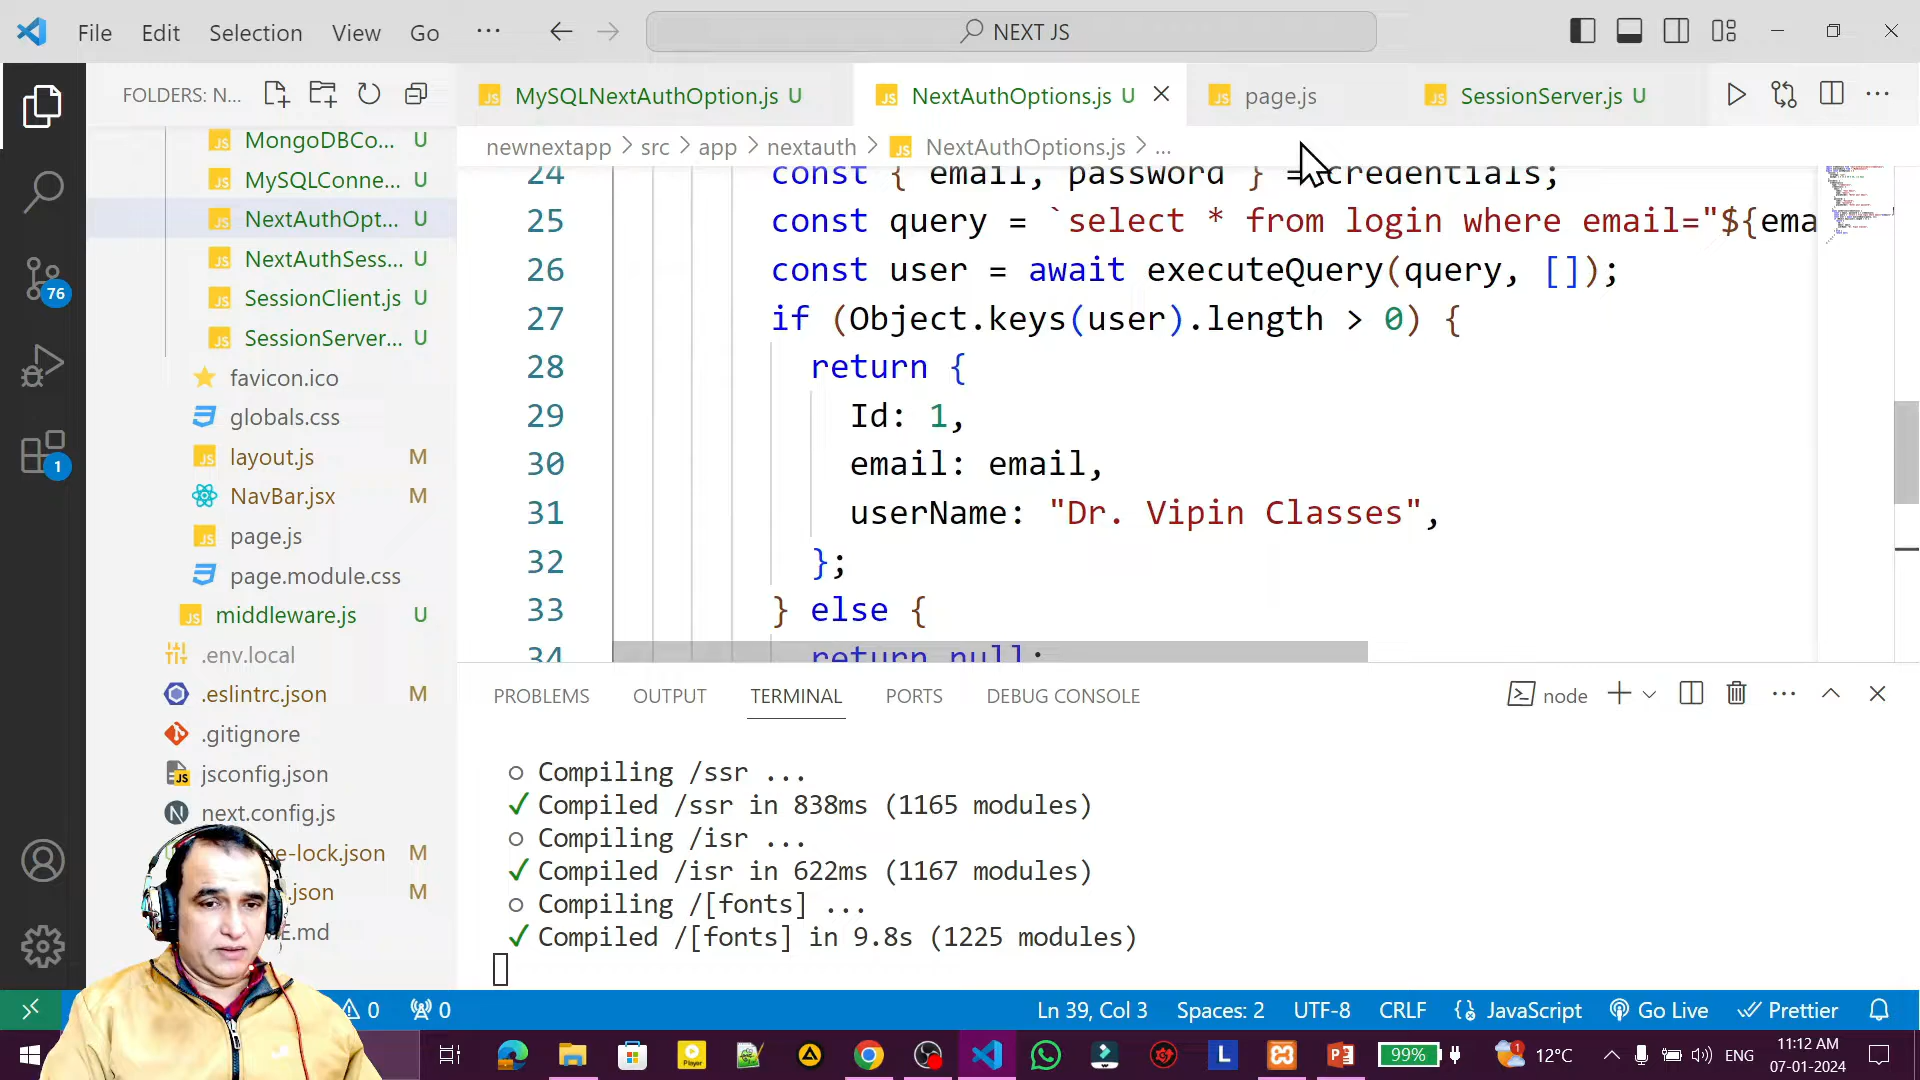 File Edit Selection View Go ... NEXT JS
FOLDERS: N...
MySQLNextAuthOption.js U NextAuthOptions.js U page.js SessionServer.js U
newnextapp > src > app > nextauth > NextAuthOptions.js > ...
MongoDBCo... U
MySQLConne... U
NextAuthOpt... U
NextAuthSess... U
SessionClient.js U
SessionServer... U
favicon.ico
globals.css
layout.js M
NavBar.jsx M
page.js
page.module.css
middleware.js U
.env.local
.eslintrc.json M
.gitignore
jsconfig.json
next.config.js
e-lock.json M
.json M
E.md
76
1
24 const { email, password } = credentials;
25 const query = `select * from login where email="${ema
26 const user = await executeQuery(query, []);
27 if (Object.keys(user).length > 0) {
28 return {
29 Id: 1,
30 email: email,
31 userName: "Dr. Vipin Classes",
32 };
33 } else {
34 return null;
PROBLEMS OUTPUT TERMINAL PORTS DEBUG CONSOLE node
Compiling /ssr ...
✓ Compiled /ssr in 838ms (1165 modules)
Compiling /isr ...
✓ Compiled /isr in 622ms (1167 modules)
Compiling /[fonts] ...
✓ Compiled /[fonts] in 9.8s (1225 modules)
0 0 Ln 39, Col 3 Spaces: 2 UTF-8 CRLF {} JavaScript Go Live Prettier
Player L 99% 1 12°C ENG 11:12 AM
07-01-2024